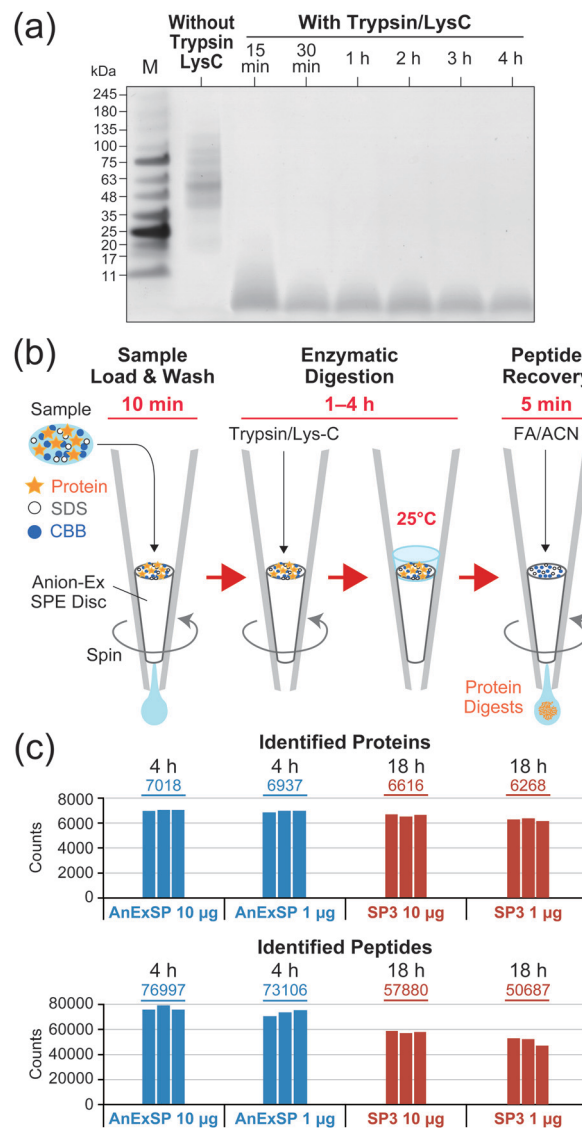 (a)
Without
Trypsin
LysC
With Trypsin/LysC
kDa
M
15
min
30
min
1 h
2 h
3 h
4 h
245
180
135
100
75
63
48
35
25
20
17
11
(b)
Sample
Load & Wash
10 min
Enzymatic
Digestion
1–4 h
Peptide
Recovery
5 min
Sample
Trypsin/Lys-C
FA/ACN
Protein
SDS
CBB
25°C
Anion-Ex
SPE Disc
Spin
Protein
Digests
(c)
Identified Proteins
4 h
4 h
18 h
18 h
7018
6937
6616
6268
Counts
8000
6000
4000
2000
0
AnExSP 10 µg
AnExSP 1 µg
SP3 10 µg
SP3 1 µg
Identified Peptides
4 h
4 h
18 h
18 h
76997
73106
57880
50687
Counts
80000
60000
40000
20000
0
AnExSP 10 µg
AnExSP 1 µg
SP3 10 µg
SP3 1 µg